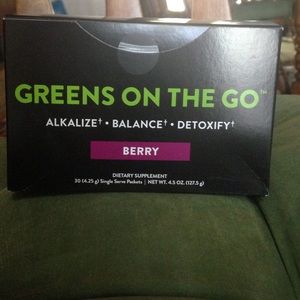 GREENS ON THE GO™
ALKALIZE† • BALANCE† • DETOXIFY†
BERRY
DIETARY SUPPLEMENT
30 (4.25 g) Single Serve Packets | NET WT. 4.5 OZ. (127.5 g)